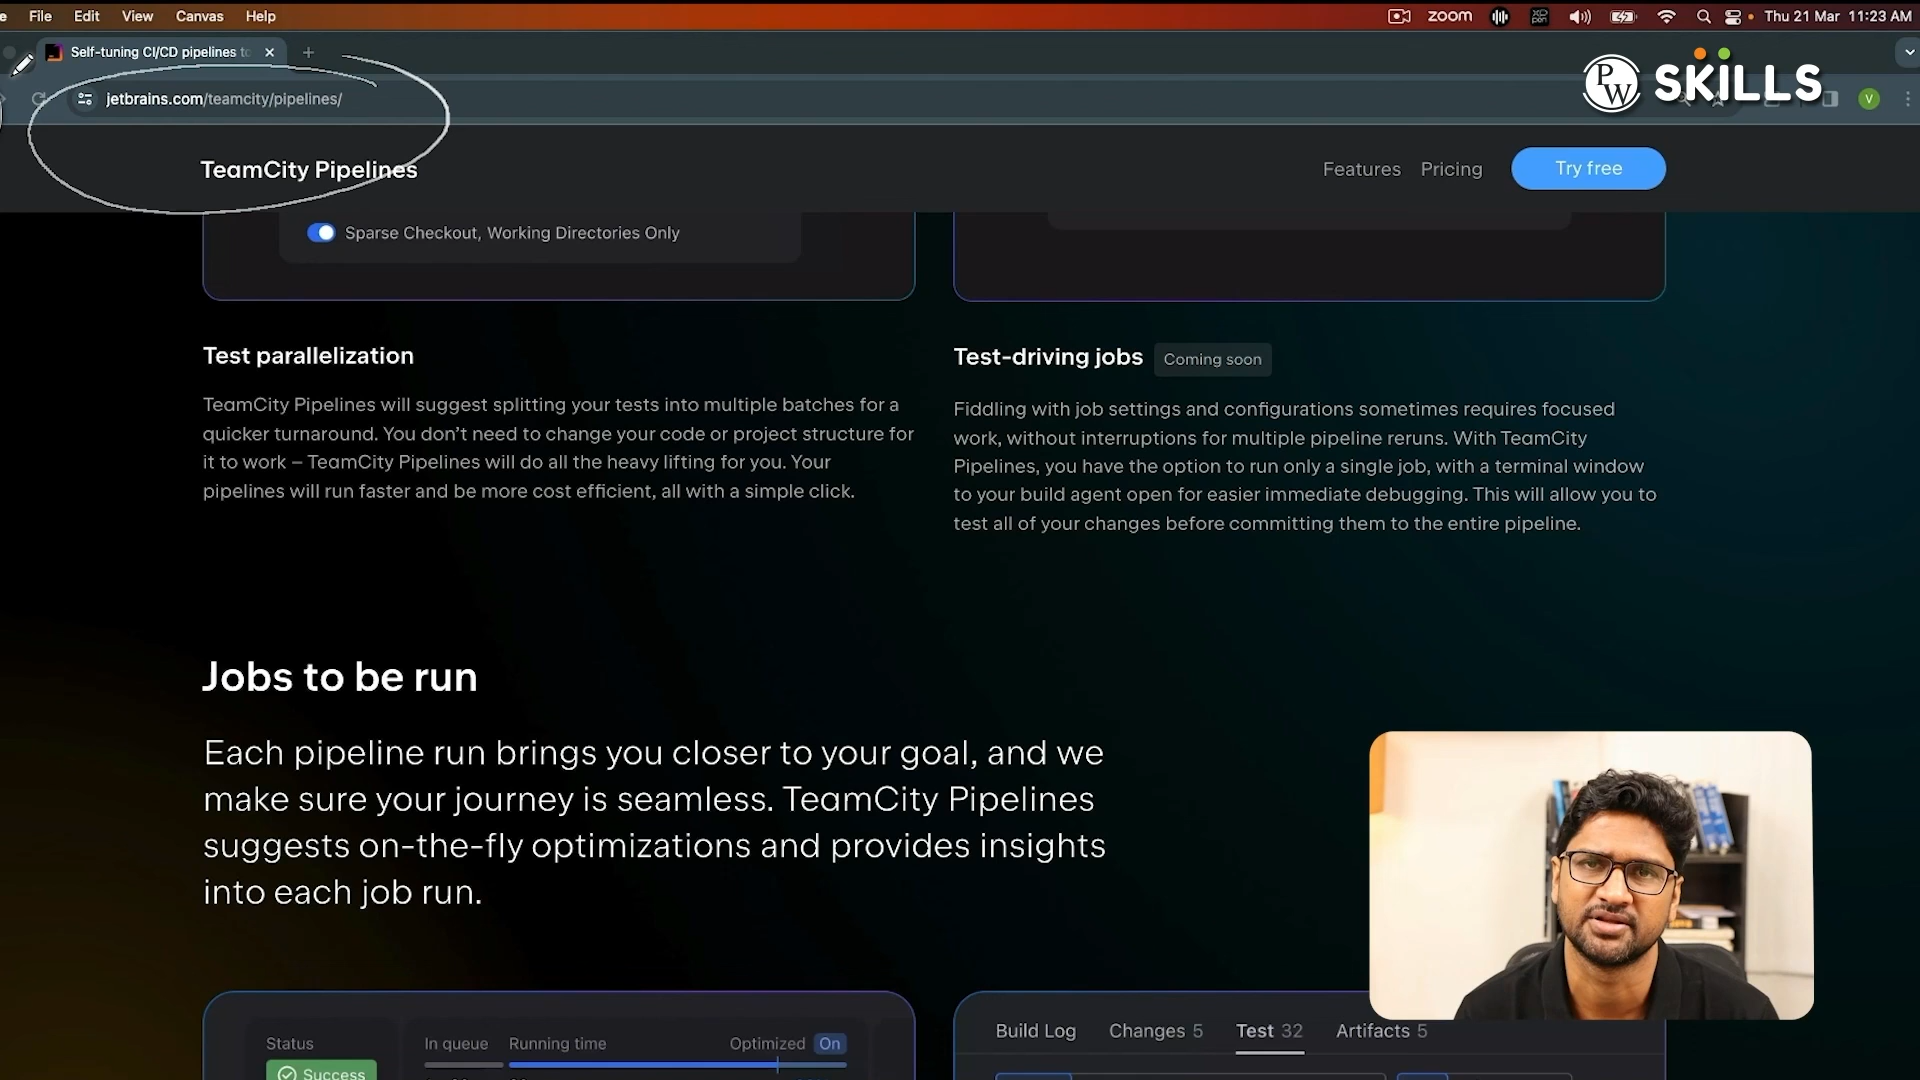 File Edit View Canvas Help
zoom
Thu 21 Mar 11:23 AM
Self-tuning CI/CD pipelines to
PW SKILLS
jetbrains.com/teamcity/pipelines/
V
TeamCity Pipelines
Features Pricing Try free
Sparse Checkout, Working Directories Only
Test parallelization
TeamCity Pipelines will suggest splitting your tests into multiple batches for a
quicker turnaround. You don’t need to change your code or project structure for
it to work – TeamCity Pipelines will do all the heavy lifting for you. Your
pipelines will run faster and be more cost efficient, all with a simple click.
Test-driving jobs Coming soon
Fiddling with job settings and configurations sometimes requires focused
work, without interruptions for multiple pipeline reruns. With TeamCity
Pipelines, you have the option to run only a single job, with a terminal window
to your build agent open for easier immediate debugging. This will allow you to
test all of your changes before committing them to the entire pipeline.
Jobs to be run
Each pipeline run brings you closer to your goal, and we
make sure your journey is seamless. TeamCity Pipelines
suggests on-the-fly optimizations and provides insights
into each job run.
Status In queue Running time Optimized On
Success
Build Log Changes 5 Test 32 Artifacts 5